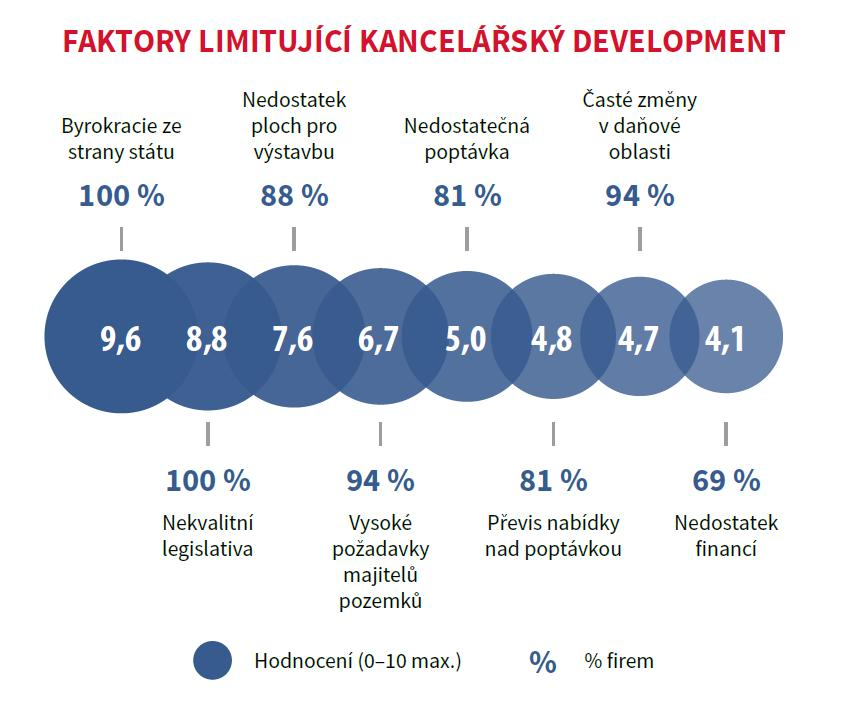 FAKTORY LIMITUJÍCÍ KANCELÁŘSKÝ DEVELOPMENT
Byrokracie ze
strany státu
100 %
Nedostatek
ploch pro
výstavbu
88 %
Nedostatečná
poptávka
81 %
Časté změny
v daňové
oblasti
94 %
9,6
8,8
7,6
6,7
5,0
4,8
4,7
4,1
100 %
Nekvalitní
legislativa
94 %
Vysoké
požadavky
majitelů
pozemků
81 %
Převis nabídky
nad poptávkou
69 %
Nedostatek
financí
Hodnocení (0–10 max.)
% % firem